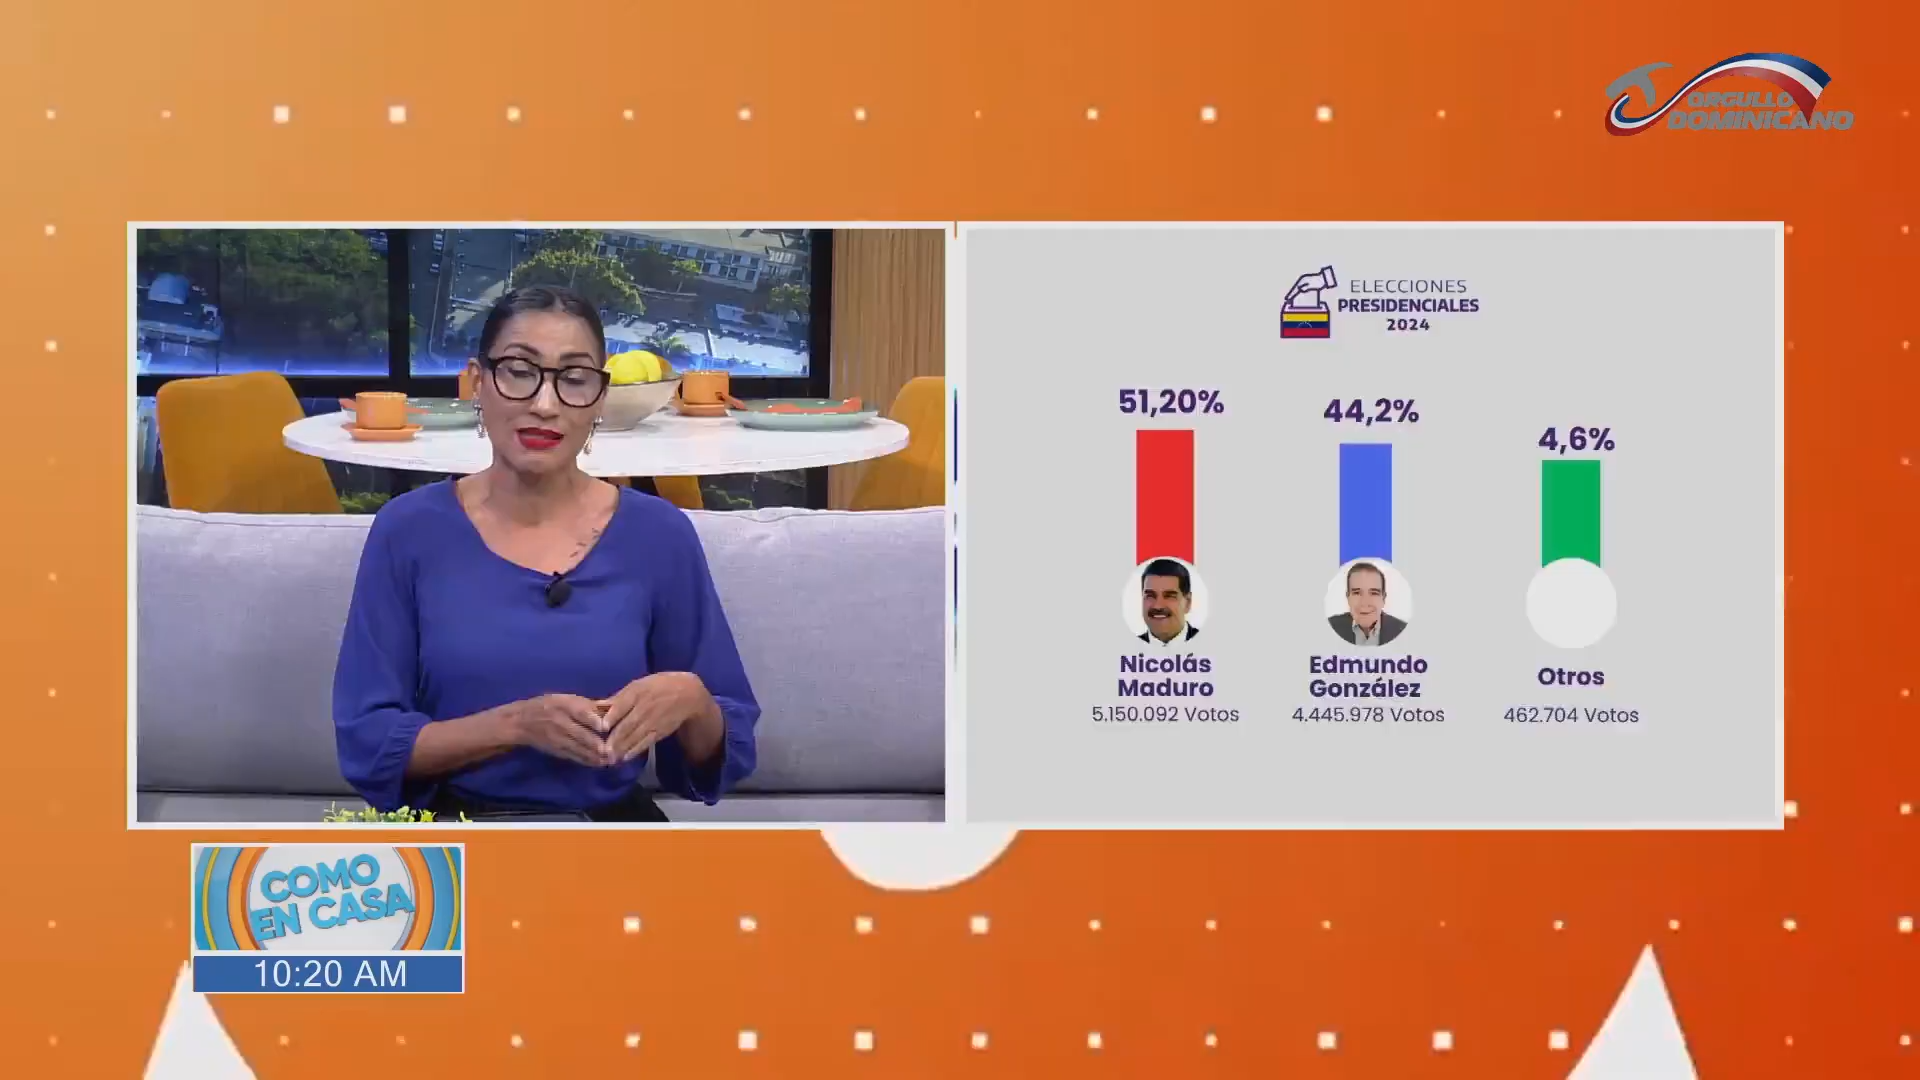 ORGULLO
DOMINICANO
ELECCIONES
PRESIDENCIALES
2024
51,20%
44,2%
4,6%
Nicolás
Maduro
5.150.092 Votos
Edmundo
González
4.445.978 Votos
Otros
462.704 Votos
COMO
EN CASA
10:20 AM